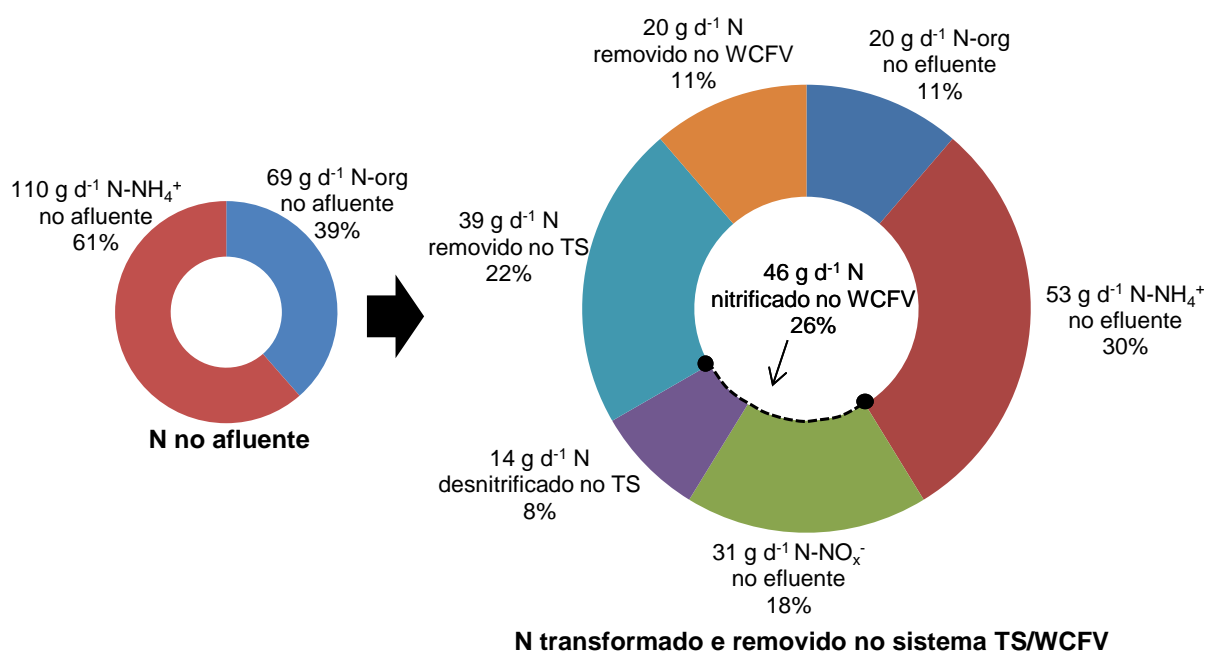 110 g d⁻¹ N-NH₄⁺
no afluente
61%
69 g d⁻¹ N-org
no afluente
39%
N no afluente
20 g d⁻¹ N
removido no WCFV
11%
20 g d⁻¹ N-org
no efluente
11%
39 g d⁻¹ N
removido no TS
22%
46 g d⁻¹ N
nitrificado no WCFV
26%
53 g d⁻¹ N-NH₄⁺
no efluente
30%
14 g d⁻¹ N
desnitrificado no TS
8%
31 g d⁻¹ N-NOₓ⁻
no efluente
18%
N transformado e removido no sistema TS/WCFV